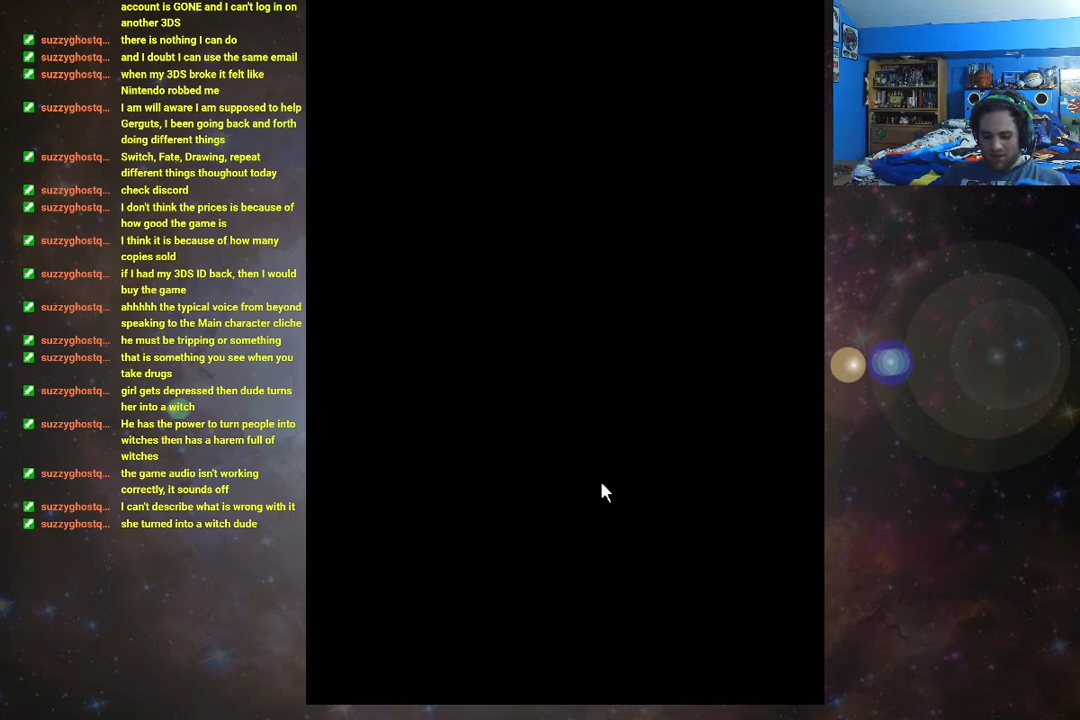 account is GONE and I can't log in on
another 3DS
suzzyghostq... there is nothing I can do
suzzyghostq... and I doubt I can use the same email
suzzyghostq... when my 3DS broke it felt like
Nintendo robbed me
suzzyghostq... I am will aware I am supposed to help
Gerguts, I been going back and forth
doing different things
suzzyghostq... Switch, Fate, Drawing, repeat
different things thoughout today
suzzyghostq... check discord
suzzyghostq... I don't think the prices is because of
how good the game is
suzzyghostq... I think it is because of how many
copies sold
suzzyghostq... if I had my 3DS ID back, then I would
buy the game
suzzyghostq... ahhhhh the typical voice from beyond
speaking to the Main character cliche
suzzyghostq... he must be tripping or something
suzzyghostq... that is something you see when you
take drugs
suzzyghostq... girl gets depressed then dude turns
her into a witch
suzzyghostq... He has the power to turn people into
witches then has a harem full of
witches
suzzyghostq... the game audio isn't working
correctly, it sounds off
suzzyghostq... I can't describe what is wrong with it
suzzyghostq... she turned into a witch dude